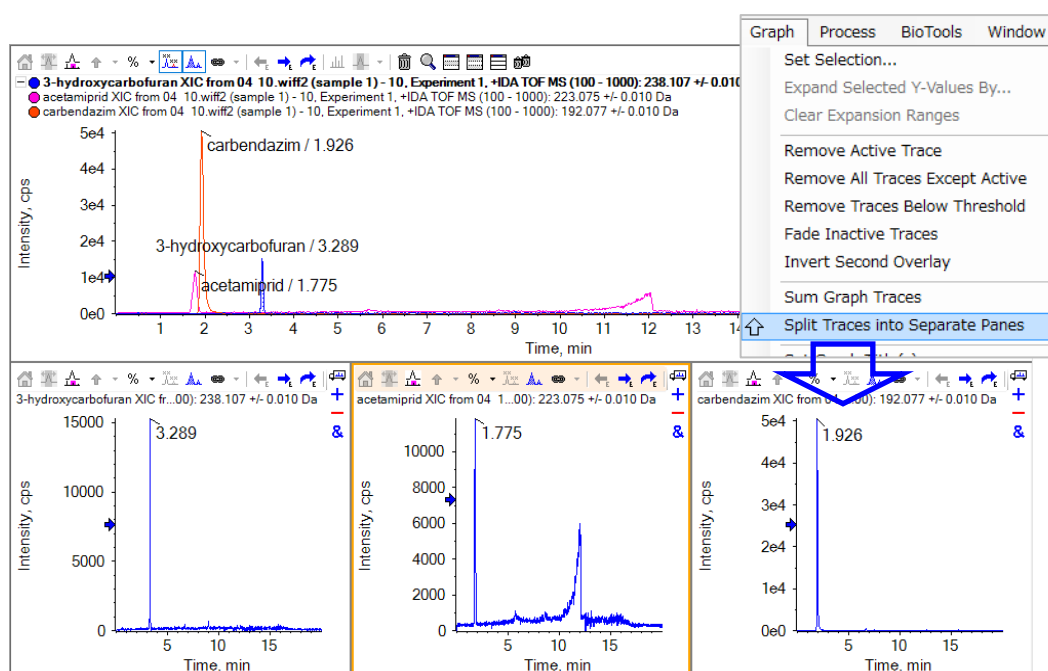 Graph Process BioTools Window
Set Selection...
Expand Selected Y-Values By...
Clear Expansion Ranges
Remove Active Trace
Remove All Traces Except Active
Remove Traces Below Threshold
Fade Inactive Traces
Invert Second Overlay
Sum Graph Traces
Split Traces into Separate Panes
%
3-hydroxycarbofuran XIC from 04 10.wiff2 (sample 1) - 10, Experiment 1, +IDA TOF MS (100 - 1000): 238.107 +/- 0.010
acetamiprid XIC from 04 10.wiff2 (sample 1) - 10, Experiment 1, +IDA TOF MS (100 - 1000): 223.075 +/- 0.010 Da
carbendazim XIC from 04 10.wiff2 (sample 1) - 10, Experiment 1, +IDA TOF MS (100 - 1000): 192.077 +/- 0.010 Da
Intensity, cps
5e4
4e4
3e4
2e4
1e4
0e0
carbendazim / 1.926
3-hydroxycarbofuran / 3.289
acetamiprid / 1.775
1 2 3 4 5 6 7 8 9 10 11 12 13
Time, min
%
3-hydroxycarbofuran XIC fr...00): 238.107 +/- 0.010 Da
Intensity, cps
15000
10000
5000
0
3.289
5 10 15
Time, min
%
acetamiprid XIC from 04 1...00): 223.075 +/- 0.010 Da
&
Intensity, cps
10000
8000
6000
4000
2000
0
1.775
5 10 15
Time, min
&
%
carbendazim XIC from 04 ...00): 192.077 +/- 0.010 Da
Intensity, cps
5e4
4e4
3e4
2e4
1e4
0e0
1.926
5 10 15
Time, min
&